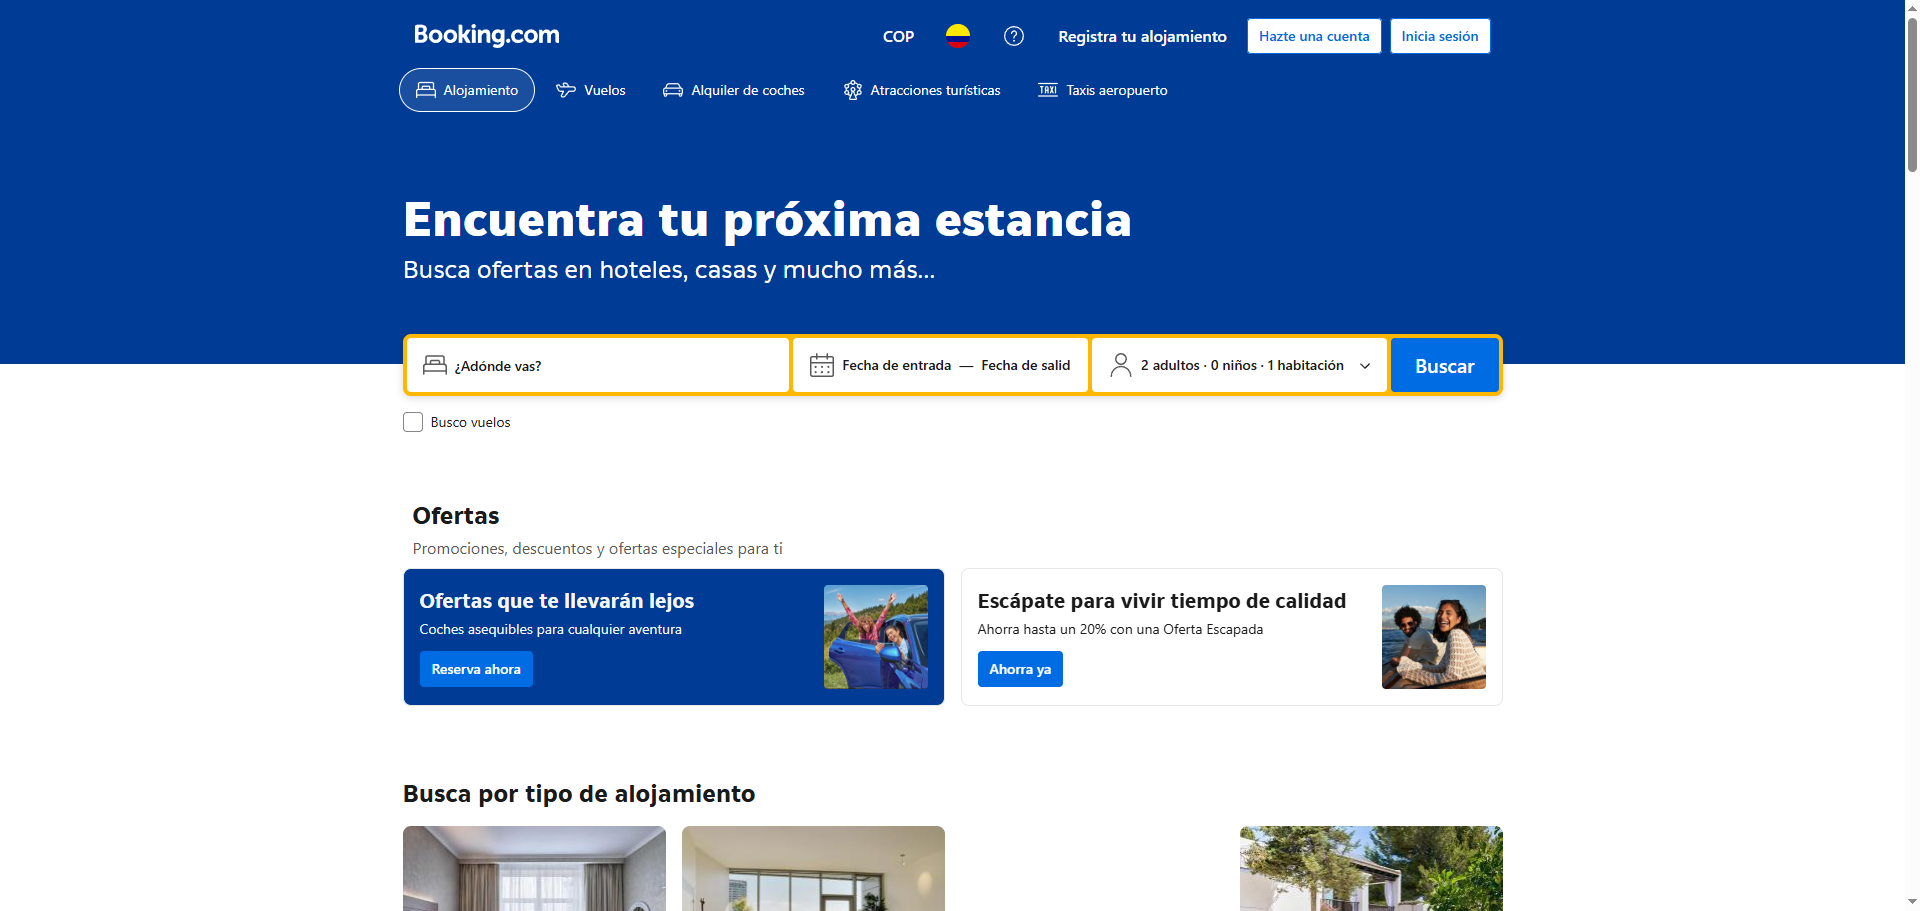 Booking.com
COP
Registra tu alojamiento
Hazte una cuenta
Inicia sesión
Alojamiento
Vuelos
Alquiler de coches
Atracciones turísticas
TAXI Taxis aeropuerto
Encuentra tu próxima estancia
Busca ofertas en hoteles, casas y mucho más...
¿Adónde vas?
Fecha de entrada — Fecha de salid
2 adultos · 0 niños · 1 habitación
Buscar
Busco vuelos
Ofertas
Promociones, descuentos y ofertas especiales para ti
Ofertas que te llevarán lejos
Coches asequibles para cualquier aventura
Reserva ahora
Escápate para vivir tiempo de calidad
Ahorra hasta un 20% con una Oferta Escapada
Ahorra ya
Busca por tipo de alojamiento